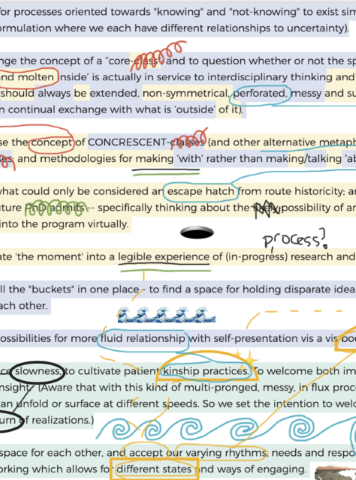 for processes oriented towards "knowing" and "not-knowing" to exist sim
ormulation where we each have different relationships to uncertainty).
nge the concept of a "core-class" and to question whether or not the sp
and molten inside' is actually in service to interdisciplinary thinking and
should always be extended, non-symmetrical, perforated, messy and su
n continual exchange with what is 'outside' of it).
se the concept of CONCRESCENT-classes (and other alternative metaph
and methodologies for making 'with' rather than making/talking 'ab
what could only be considered an escape hatch from route historicity; an
uture PhD admits -- specifically thinking about the possibility of ar
into the program virtually.
process?
ate 'the moment' into a legible experience of (in-progress) research and
ll the "buckets" in one place - to find a space for holding disparate idea
each other.
ossibilities for more fluid relationship with self-presentation vis a vis bo
ce slowness, to cultivate patient kinship practices. To welcome both im
nsight. (Aware that with this kind of multi-pronged, messy, in flux proce
an unfold or surface at different speeds. So we set the intention to welco
urn of realizations.)
space for each other, and accept our varying rhythms, needs and respo
orking which allows for different states and ways of engaging.